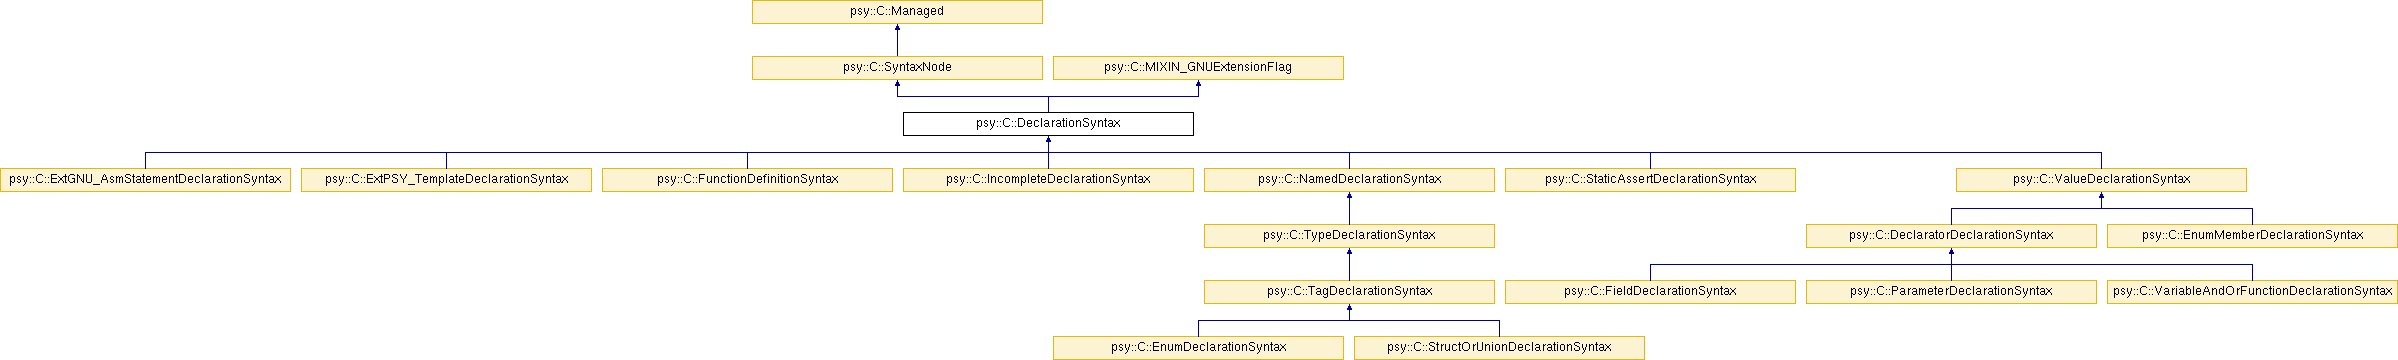 psy::C::Managed
psy::C::SyntaxNode
psy::C::MIXIN_GNUExtensionFlag
psy::C::DeclarationSyntax
psy::C::ExtGNU_AsmStatementDeclarationSyntax
psy::C::ExtPSY_TemplateDeclarationSyntax
psy::C::FunctionDefinitionSyntax
psy::C::IncompleteDeclarationSyntax
psy::C::NamedDeclarationSyntax
psy::C::StaticAssertDeclarationSyntax
psy::C::ValueDeclarationSyntax
psy::C::TypeDeclarationSyntax
psy::C::DeclaratorDeclarationSyntax
psy::C::EnumMemberDeclarationSyntax
psy::C::TagDeclarationSyntax
psy::C::FieldDeclarationSyntax
psy::C::ParameterDeclarationSyntax
psy::C::VariableAndOrFunctionDeclarationSyntax
psy::C::EnumDeclarationSyntax
psy::C::StructOrUnionDeclarationSyntax